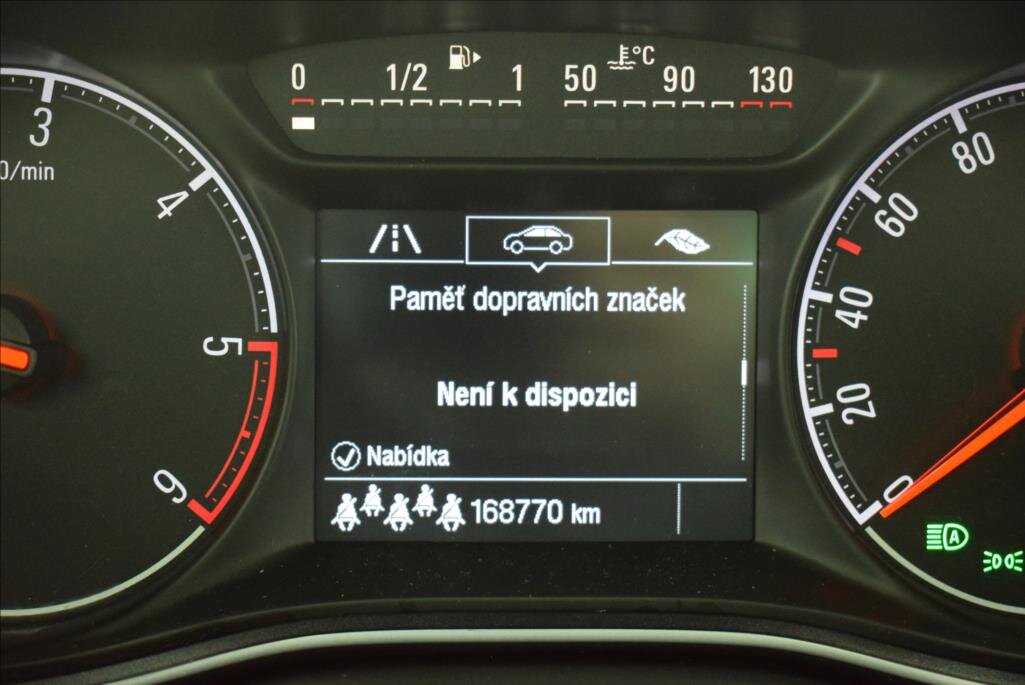 0 1/2 1 50 °C 90 130
3
0/min
4
5
6
Paměť dopravních značek
Není k dispozici
Nabídka
168770 km
80
60
40
20
0
A